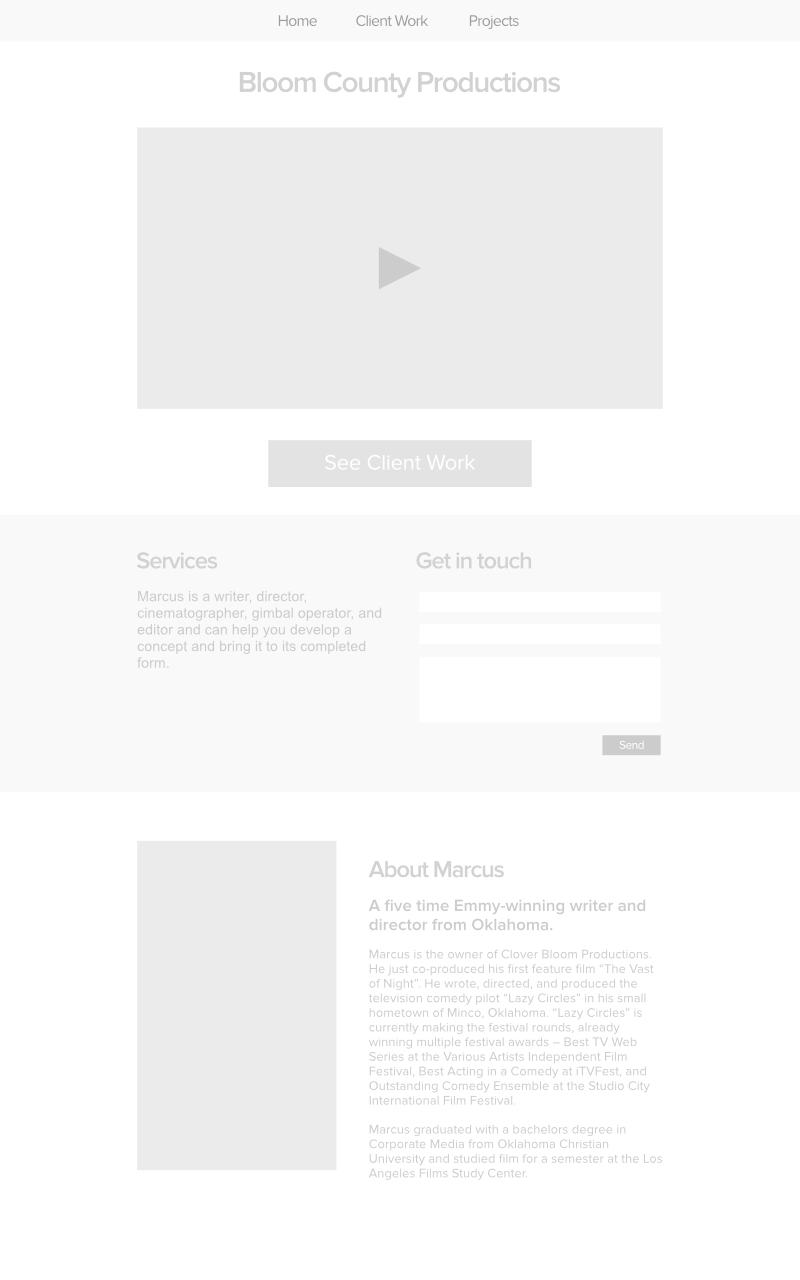 Home Client Work Projects
Bloom County Productions
See Client Work
Services
Marcus is a writer, director,
cinematographer, gimbal operator, and
editor and can help you develop a
concept and bring it to its completed
form.
Get in touch
Send
About Marcus
A five time Emmy-winning writer and
director from Oklahoma.
Marcus is the owner of Clover Bloom Productions.
He just co-produced his first feature film “The Vast
of Night”. He wrote, directed, and produced the
television comedy pilot “Lazy Circles” in his small
hometown of Minco, Oklahoma. “Lazy Circles” is
currently making the festival rounds, already
winning multiple festival awards – Best TV Web
Series at the Various Artists Independent Film
Festival, Best Acting in a Comedy at iTVFest, and
Outstanding Comedy Ensemble at the Studio City
International Film Festival.
Marcus graduated with a bachelors degree in
Corporate Media from Oklahoma Christian
University and studied film for a semester at the Los
Angeles Films Study Center.